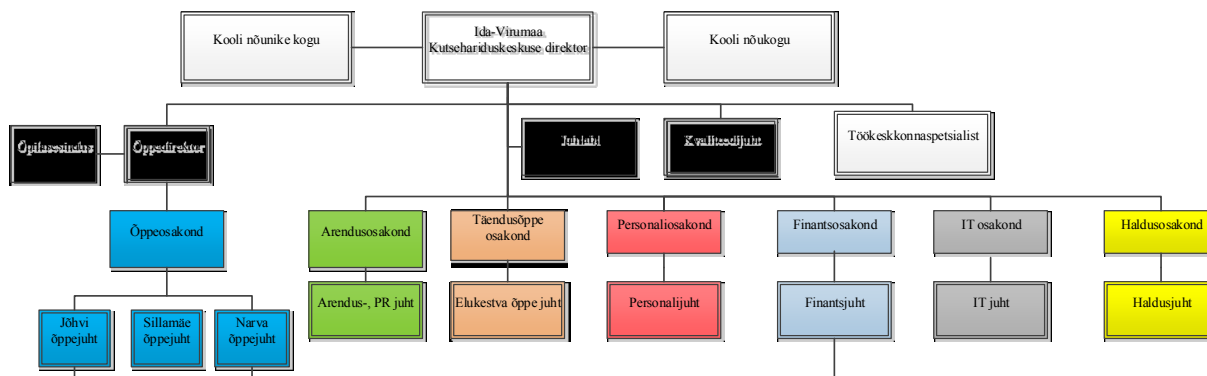 Kooli nõunike kogu
Ida-Virumaa
Kutsehariduskeskuse direktor
Kooli nõukogu
Õpilasesindus
Õppedirektor
Juhiabi
Kvaliteedijuht
Töökeskkonnaspetsialist
Õppeosakond
Arendusosakond
Täendusõppe
osakond
Personaliosakond
Finantsosakond
IT osakond
Haldusosakond
Arendus-, PR juht
Elukestva õppe juht
Personalijuht
Finantsjuht
IT juht
Haldusjuht
Jõhvi
õppejuht
Sillamäe
õppejuht
Narva
õppejuht